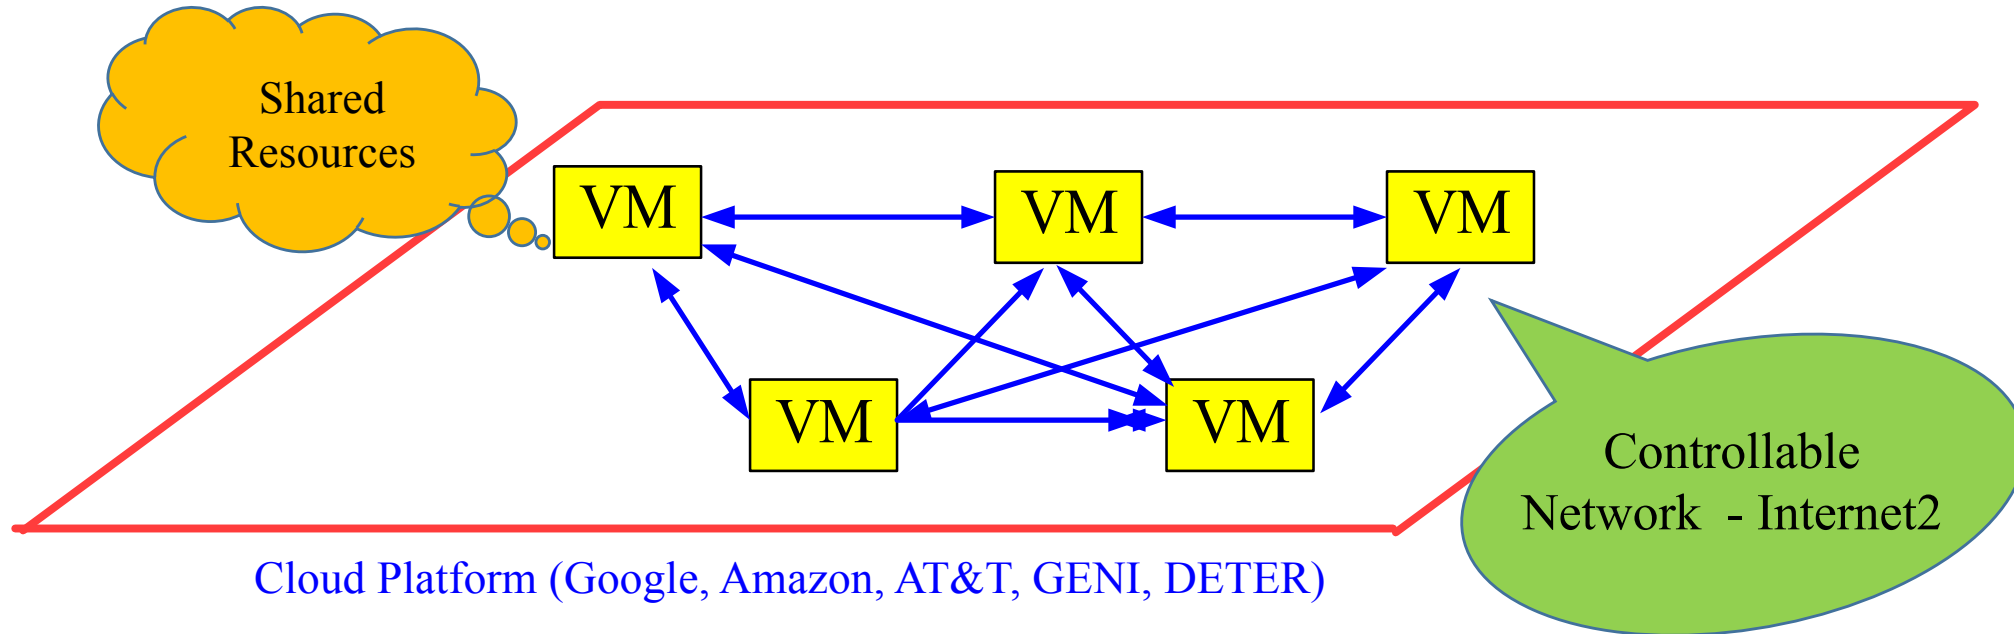 Shared
Resources
VM
VM
VM
VM
VM
Controllable
Network - Internet2
Cloud Platform (Google, Amazon, AT&T, GENI, DETER)